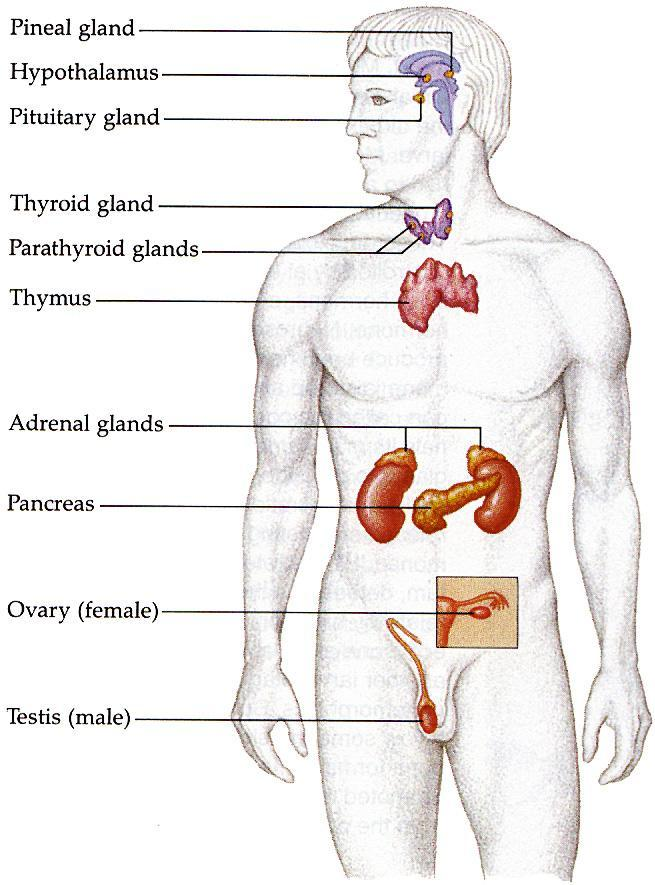 Pineal gland
Hypothalamus
Pituitary gland
Thyroid gland
Parathyroid glands
Thymus
Adrenal glands
Pancreas
Ovary (female)
Testis (male)